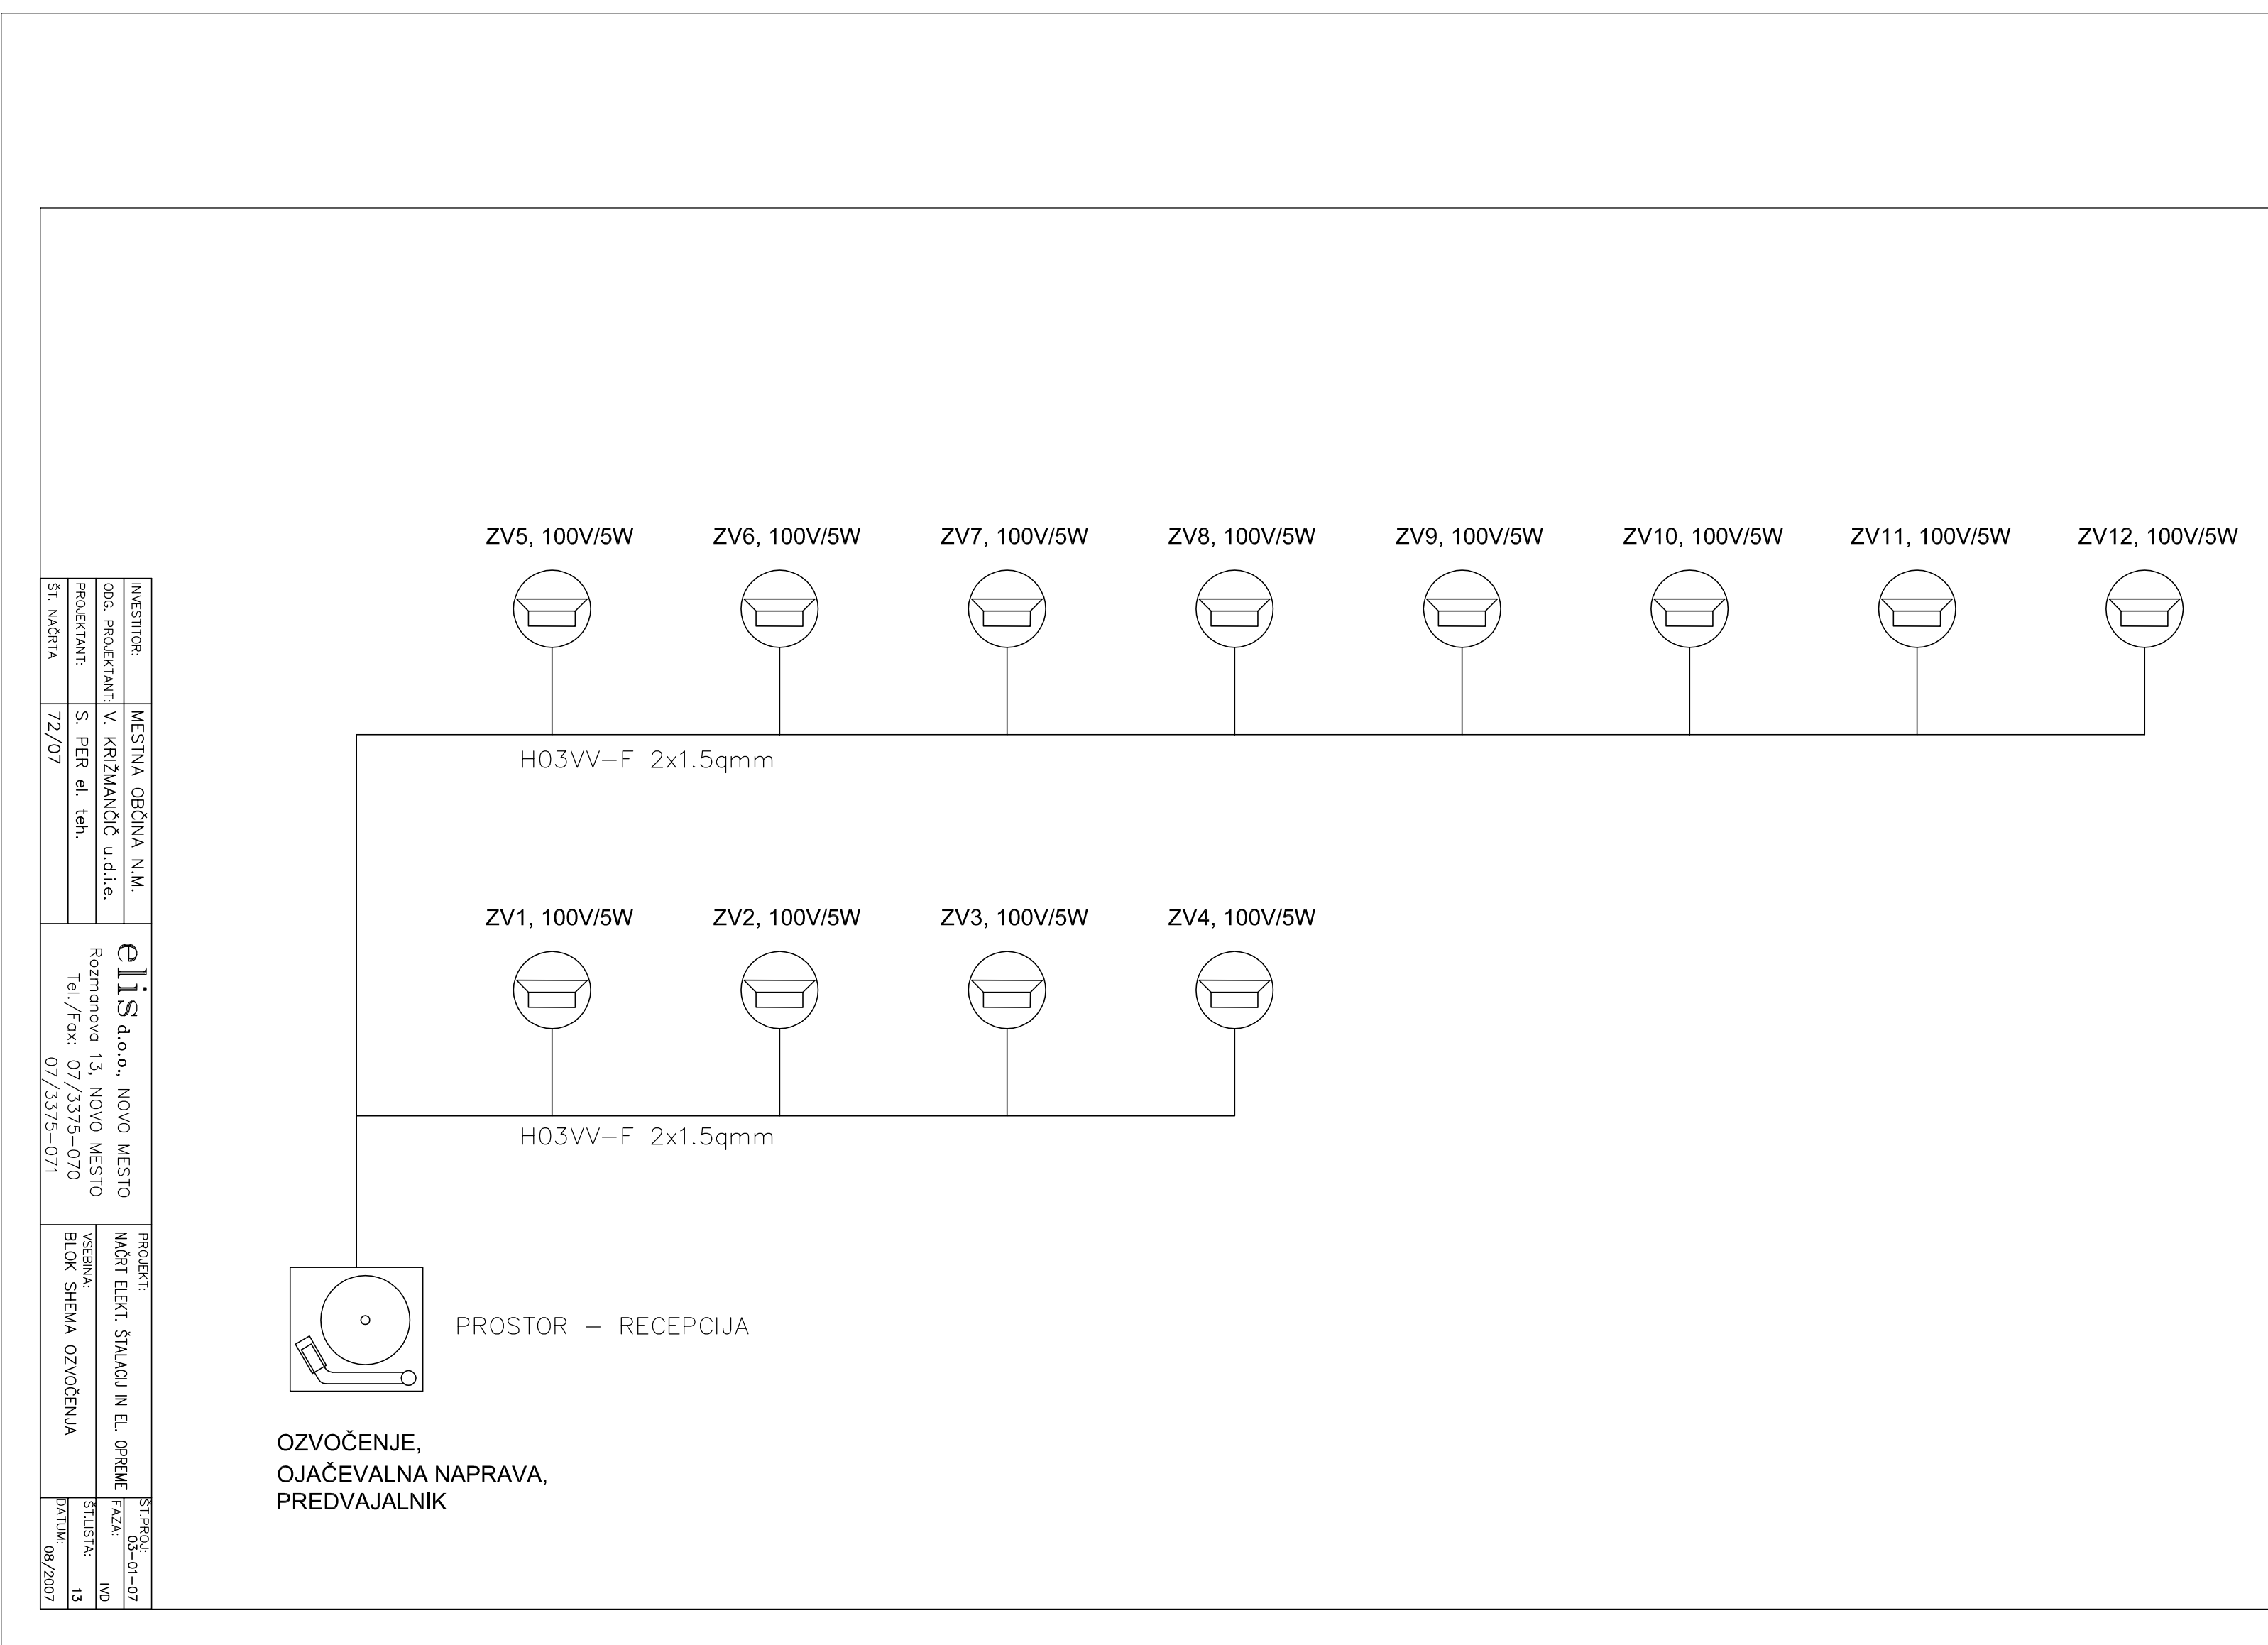 ZV5, 100V/5W
ZV6, 100V/5W
ZV7, 100V/5W
ZV8, 100V/5W
ZV9, 100V/5W
ZV10, 100V/5W
ZV11, 100V/5W
ZV12, 100V/5W
H03VV-F 2x1.5qmm
ZV1, 100V/5W
ZV2, 100V/5W
ZV3, 100V/5W
ZV4, 100V/5W
H03VV-F 2x1.5qmm
PROSTOR - RECEPCIJA
OZVOČENJE,
OJAČEVALNA NAPRAVA,
PREDVAJALNIK
INVESTITOR: MESTNA OBČINA N.M.
ODG. PROJEKTANT: V. KRIŽMANČIČ u.d.i.e.
PROJEKTANT: S. PER el. teh.
ŠT. NAČRTA 72/07
elis d.o.o., NOVO MESTO
Rozmanova 13, NOVO MESTO
Tel./Fax: 07/3375-070
07/3375-071
PROJEKT:
NAČRT ELEKT. ŠTALACIJ IN EL. OPREME
VSEBINA:
BLOK SHEMA OZVOČENJA
ŠT.PROJ:
03-01-07
FAZA: IVD
ŠT.LISTA: 13
DATUM: 08/2007